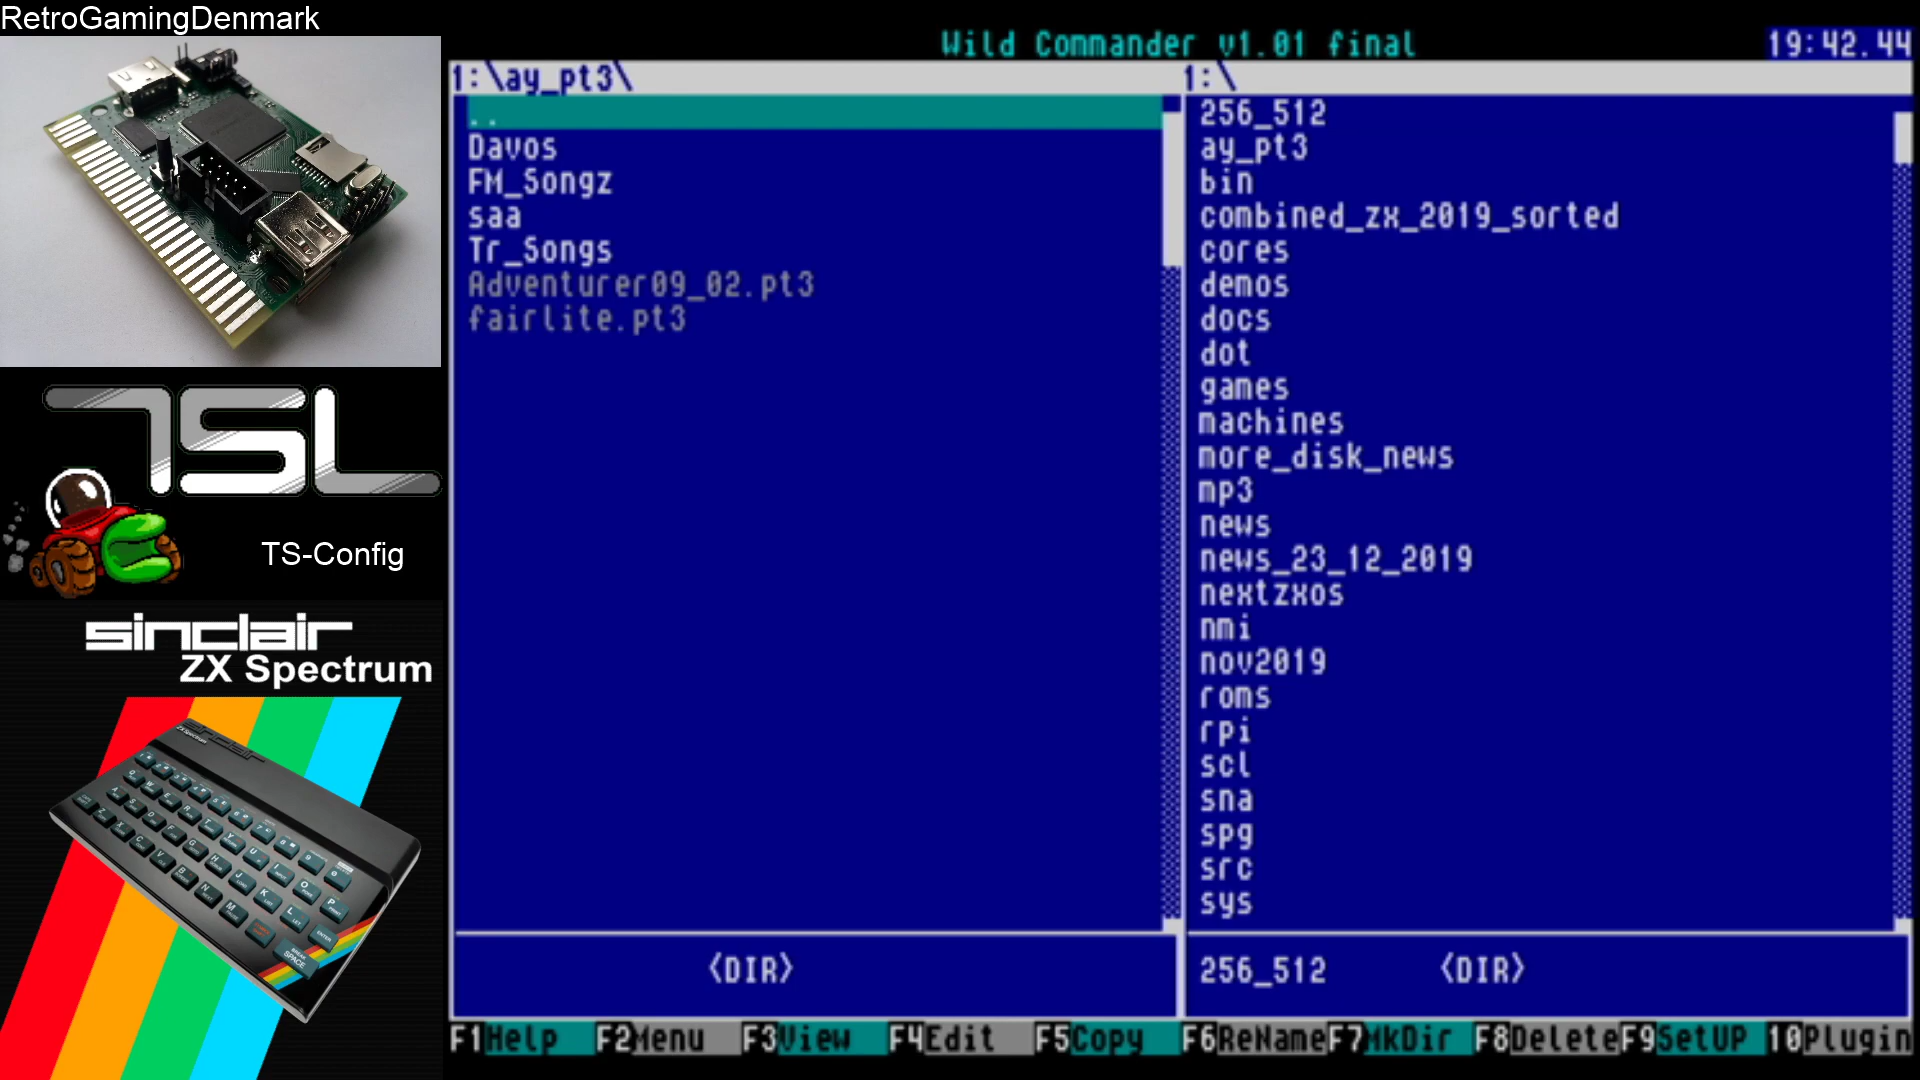 RetroGamingDenmark
Wild Commander v1.01 final
19:42.44
1:\ay_pt3\
..
Davos
FM_Songz
saa
Tr_Songs
Adventurer09_02.pt3
fairlite.pt3
<DIR>
1:\
256_512
ay_pt3
bin
combined_zx_2019_sorted
cores
demos
docs
dot
games
machines
more_disk_news
mp3
news
news_23_12_2019
nextzxos
nmi
nov2019
roms
rpi
scl
sna
spg
src
sys
256_512 <DIR>
F1Help F2Menu F3View F4Edit F5Copy F6ReName F7MkDir F8Delete F9SetUP 10Plugin
TSL
TS-Config
sinclair
ZX Spectrum
sinclair
ZX Spectrum